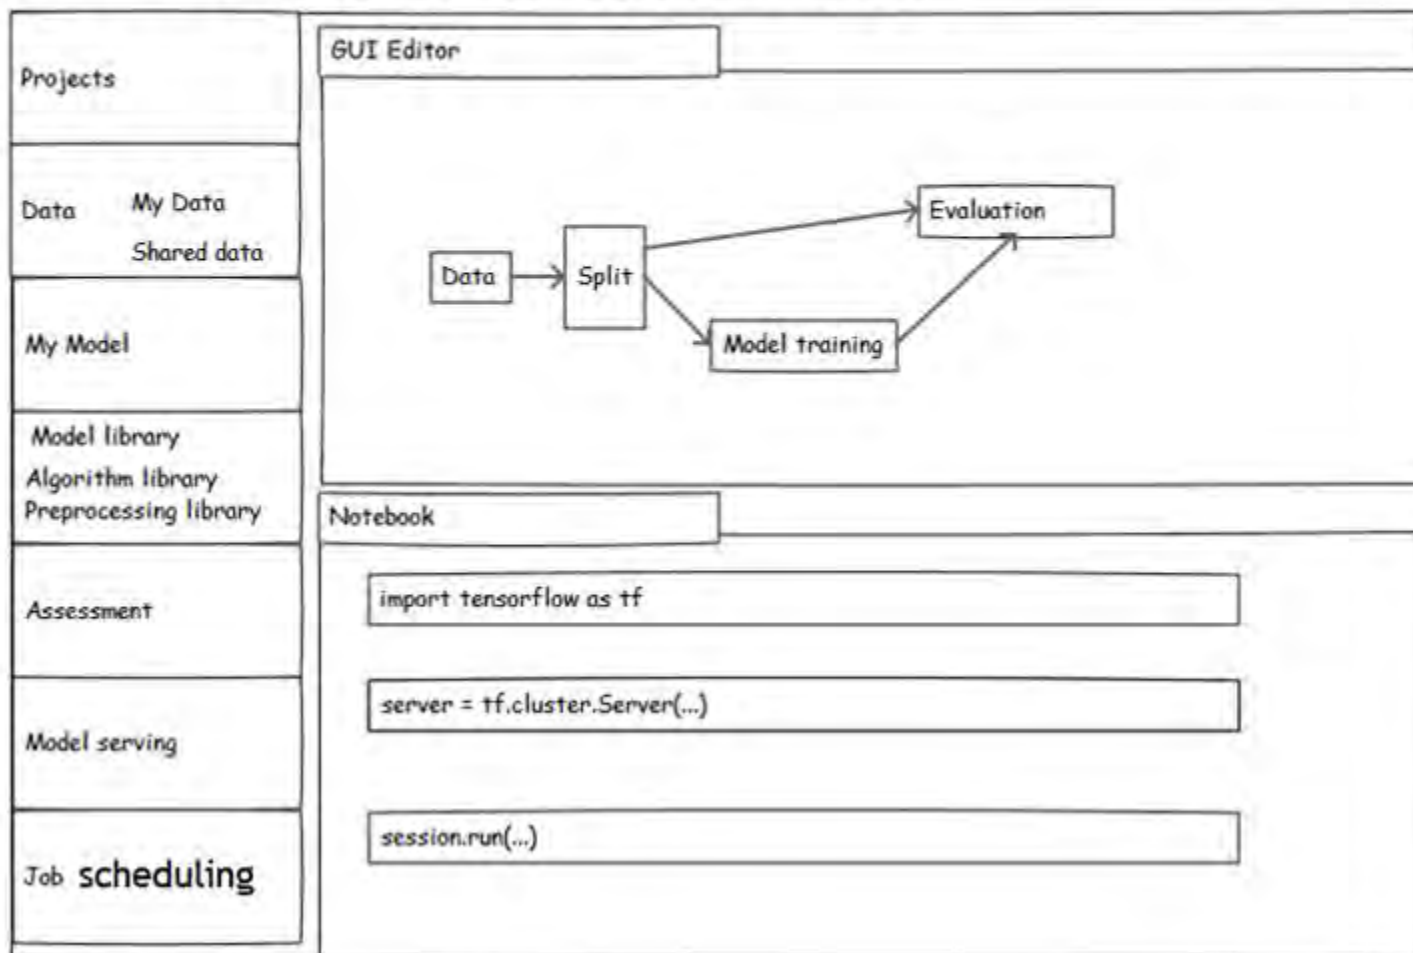 Projects
Data
My Data
Shared data
My Model
Model library
Algorithm library
Preprocessing library
Assessment
Model serving
Job scheduling
GUI Editor
Data
Split
Evaluation
Model training
Notebook
import tensorflow as tf
server = tf.cluster.Server(...)
session.run(...)